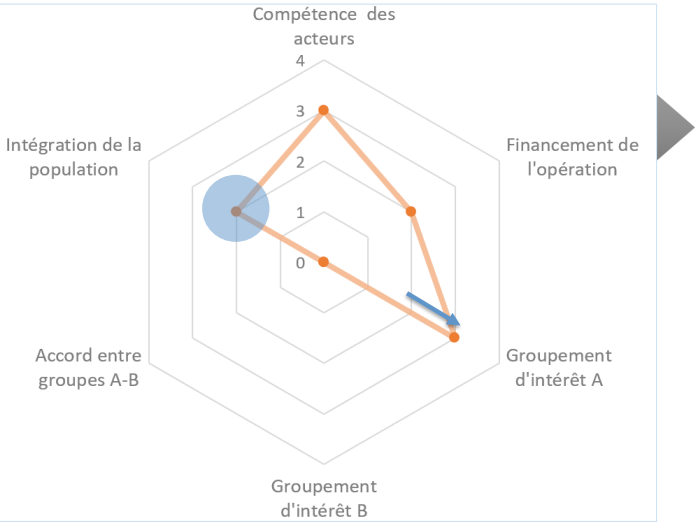 Compétence des
acteurs
4
3
2
1
0
Financement de
l'opération
Groupement
d'intérêt A
Groupement
d'intérêt B
Accord entre
groupes A-B
Intégration de la
population